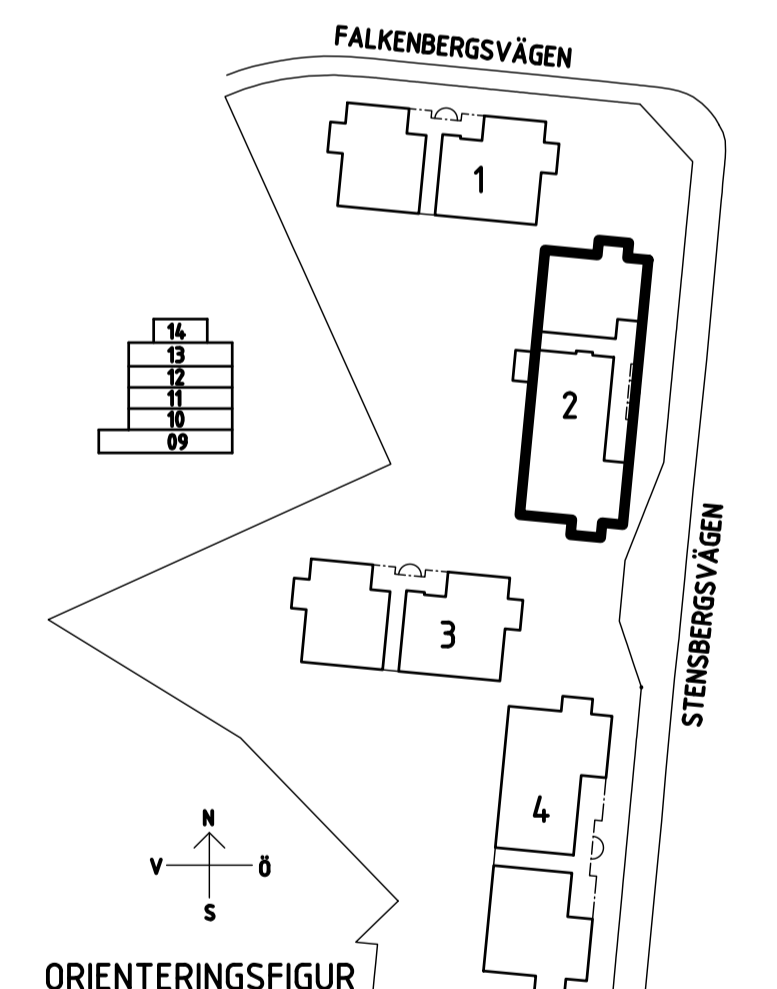 FALKENBERGSVÄGEN
1
14
13
12
11
10
09
2
STENSBERGSVÄGEN
3
4
N
V
Ö
S
ORIENTERINGSFIGUR